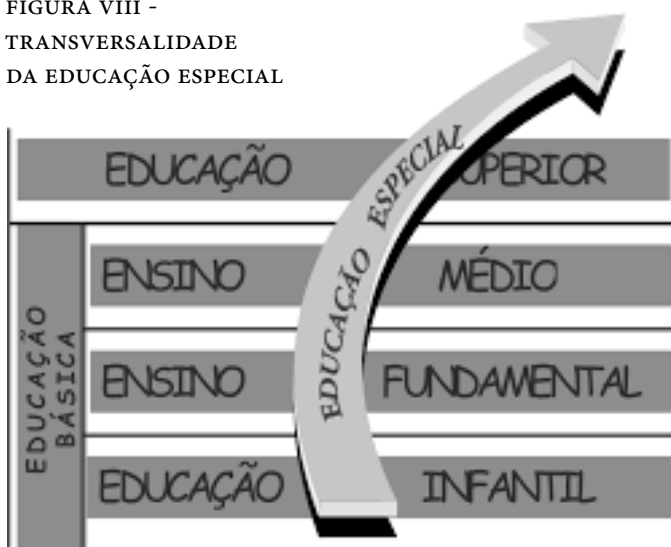 FIGURA VIII -
TRANSVERSALIDADE
DA EDUCAÇÃO ESPECIAL
EDUCAÇÃO UPERIOR
EDUCAÇÃO ESPECIAL
EDUCAÇÃO
BÁSICA
ENSINO MÉDIO
ENSINO FUNDAMENTAL
EDUCAÇÃO INFANTIL